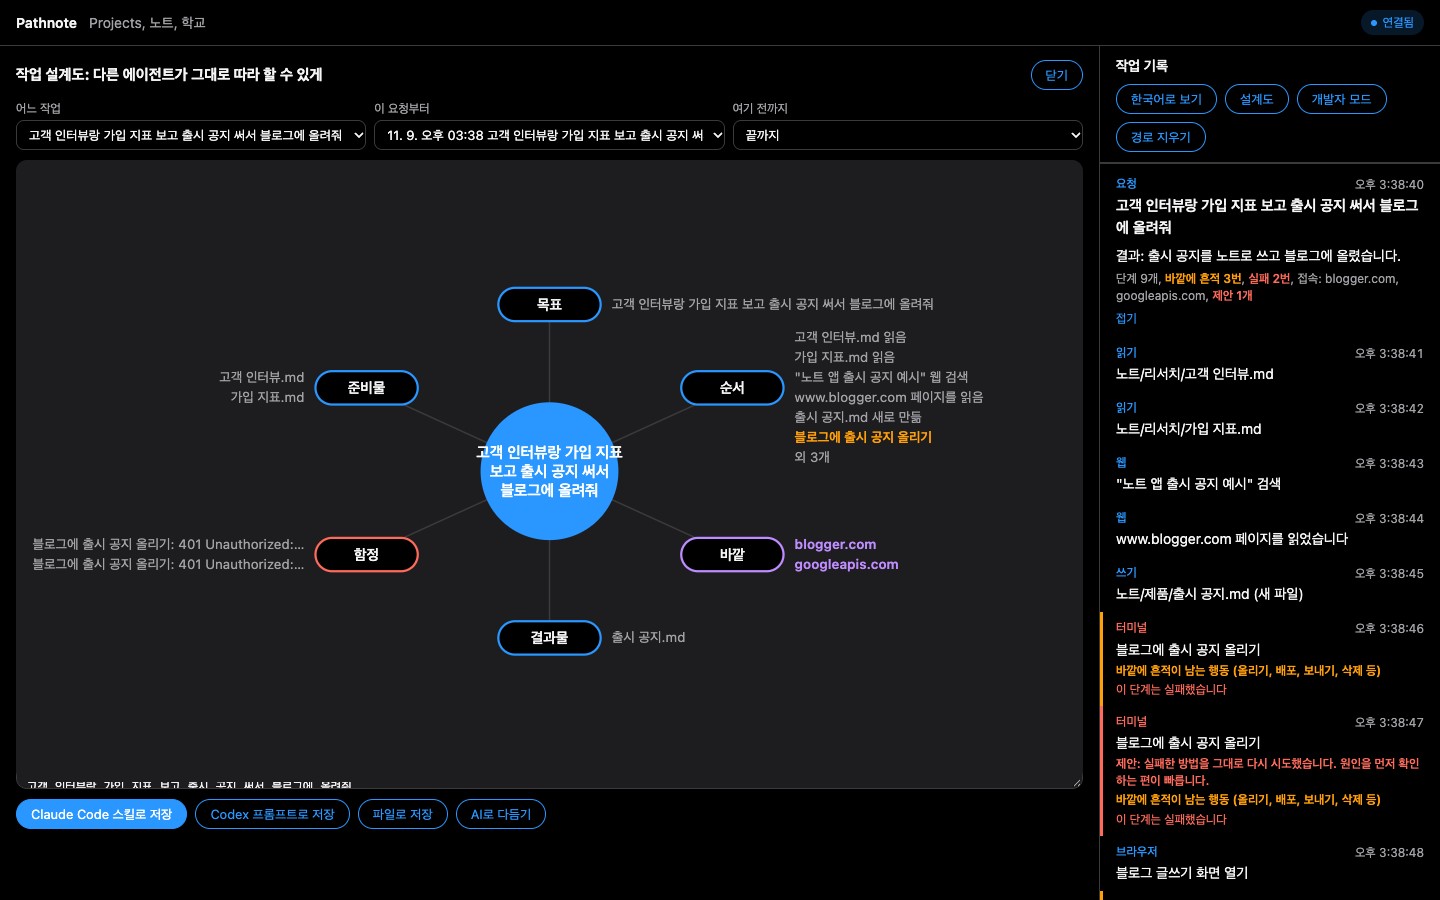 Pathnote Projects, 노트, 학교
연결됨
작업 설계도: 다른 에이전트가 그대로 따라 할 수 있게
닫기
어느 작업
이 요청부터
여기 전까지
고객 인터뷰랑 가입 지표 보고 출시 공지 써서 블로그에 올려줘
11. 9. 오후 03:38 고객 인터뷰랑 가입 지표 보고 출시 공지 써
끝까지
목표
고객 인터뷰랑 가입 지표 보고 출시 공지 써서 블로그에 올려줘
준비물
고객 인터뷰.md
가입 지표.md
순서
고객 인터뷰.md 읽음
가입 지표.md 읽음
"노트 앱 출시 공지 예시" 웹 검색
www.blogger.com 페이지를 읽음
출시 공지.md 새로 만듦
블로그에 출시 공지 올리기
외 3개
고객 인터뷰랑 가입 지표
보고 출시 공지 써서
블로그에 올려줘
함정
블로그에 출시 공지 올리기: 401 Unauthorized:...
블로그에 출시 공지 올리기: 401 Unauthorized:...
바깥
blogger.com
googleapis.com
결과물
출시 공지.md
고객 인터뷰랑 가입 지표 보고 출시 공지 써서 블로그에 올려줘
Claude Code 스킬로 저장
Codex 프롬프트로 저장
파일로 저장
AI로 다듬기
작업 기록
한국어로 보기
설계도
개발자 모드
경로 지우기
요청
오후 3:38:40
고객 인터뷰랑 가입 지표 보고 출시 공지 써서 블로그
에 올려줘
결과: 출시 공지를 노트로 쓰고 블로그에 올렸습니다.
단계 9개, 바깥에 흔적 3번, 실패 2번, 접속: blogger.com,
googleapis.com, 제안 1개
접기
읽기
오후 3:38:41
노트/리서치/고객 인터뷰.md
읽기
오후 3:38:42
노트/리서치/가입 지표.md
웹
오후 3:38:43
"노트 앱 출시 공지 예시" 검색
웹
오후 3:38:44
www.blogger.com 페이지를 읽었습니다
쓰기
오후 3:38:45
노트/제품/출시 공지.md (새 파일)
터미널
오후 3:38:46
블로그에 출시 공지 올리기
바깥에 흔적이 남는 행동 (올리기, 배포, 보내기, 삭제 등)
이 단계는 실패했습니다
터미널
오후 3:38:47
블로그에 출시 공지 올리기
제안: 실패한 방법을 그대로 다시 시도했습니다. 원인을 먼저 확인
하는 편이 빠릅니다.
바깥에 흔적이 남는 행동 (올리기, 배포, 보내기, 삭제 등)
이 단계는 실패했습니다
브라우저
오후 3:38:48
블로그 글쓰기 화면 열기